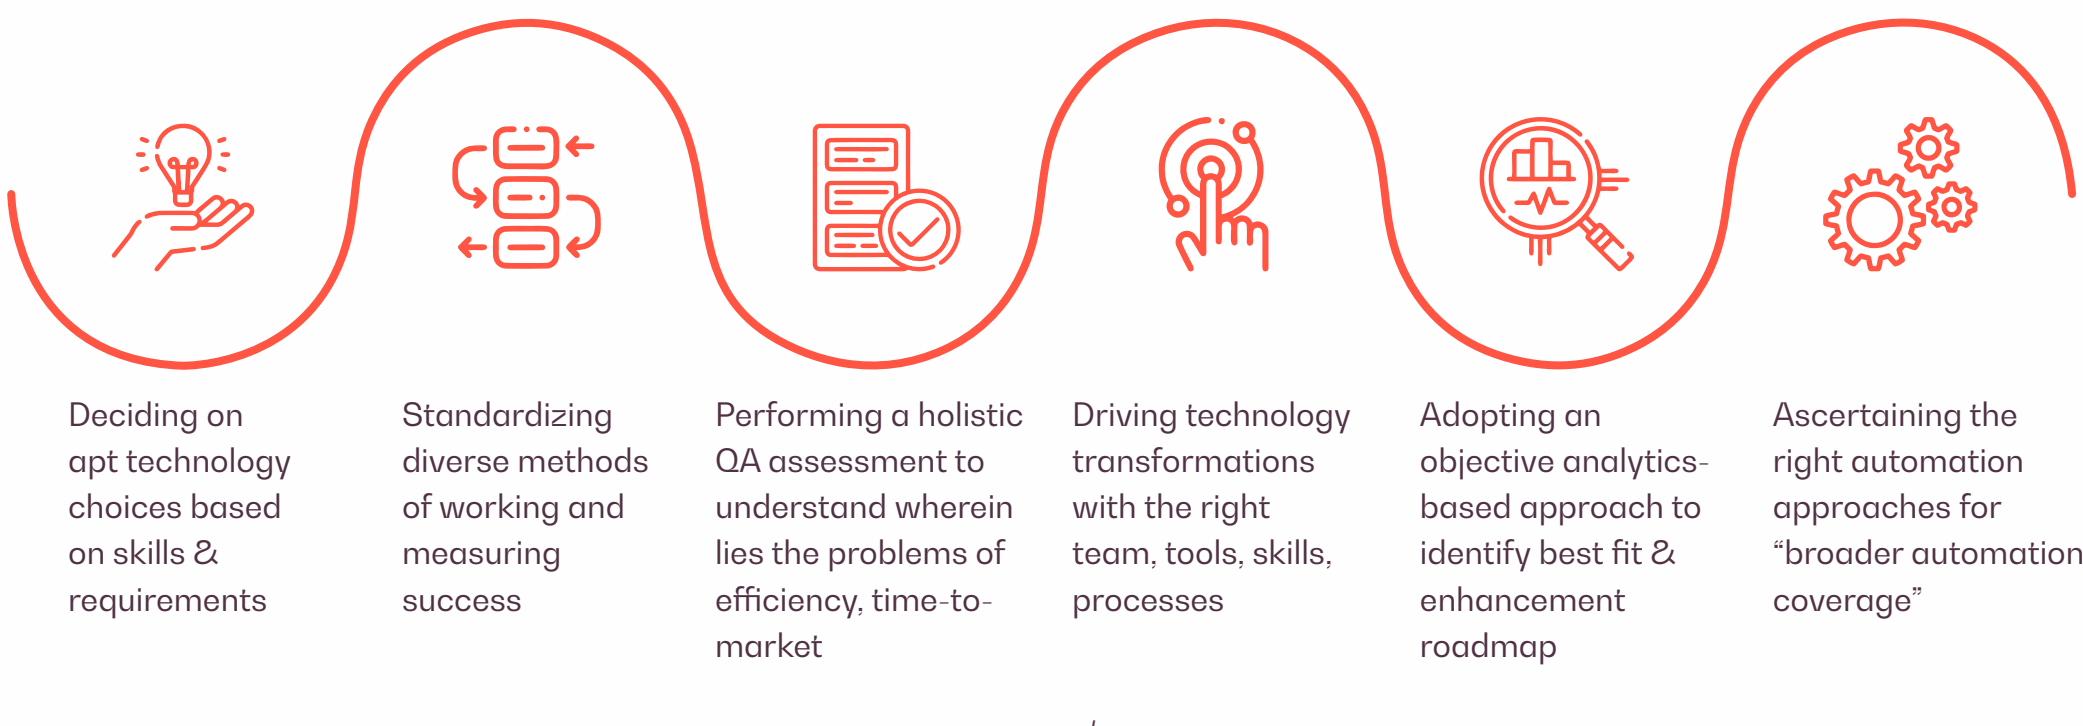 Deciding on
apt technology
choices based
on skills &
requirements
Standardizing
diverse methods
of working and
measuring
success
Performing a holistic
QA assessment to
understand wherein
lies the problems of
efficiency, time-to-
market
Driving technology
transformations
with the right
team, tools, skills,
processes
Adopting an
objective analytics-
based approach to
identify best fit &
enhancement
roadmap
Ascertaining the
right automation
approaches for
“broader automation
coverage”